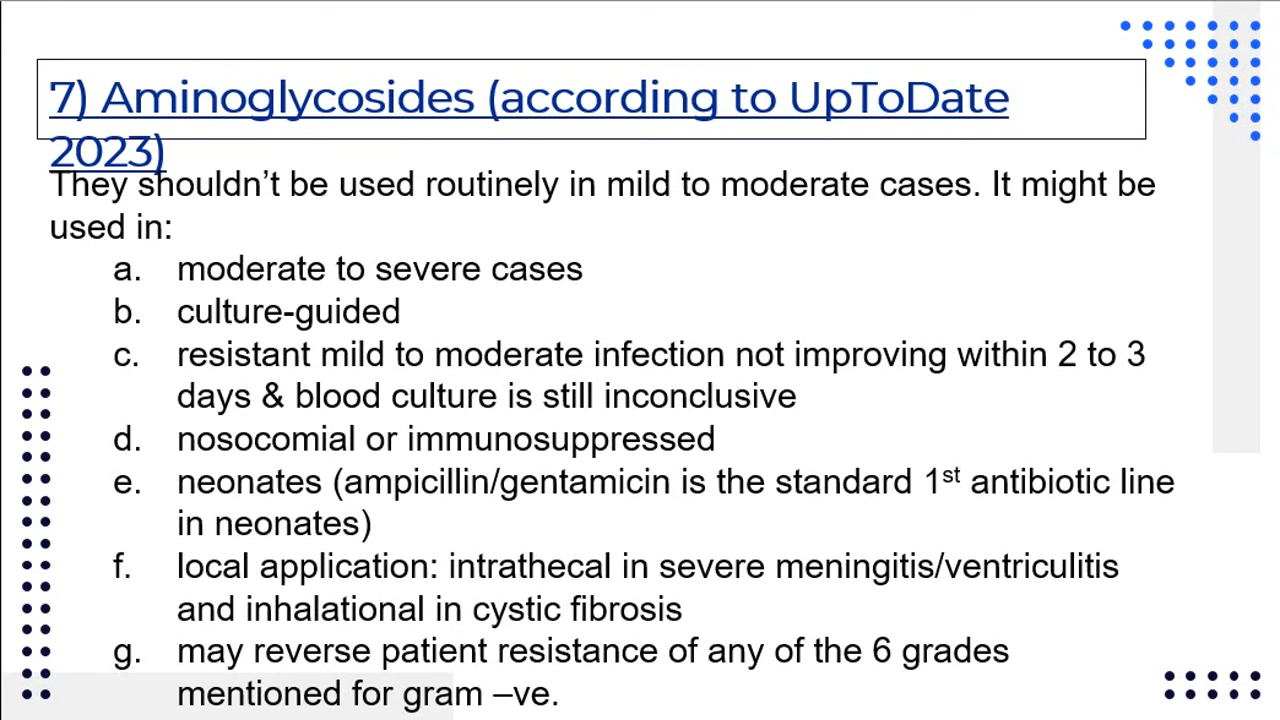 7) Aminoglycosides (according to UpToDate
2023)
They shouldn’t be used routinely in mild to moderate cases. It might be
used in:
a. moderate to severe cases
b. culture-guided
c. resistant mild to moderate infection not improving within 2 to 3
days & blood culture is still inconclusive
d. nosocomial or immunosuppressed
e. neonates (ampicillin/gentamicin is the standard 1st antibiotic line
in neonates)
f. local application: intrathecal in severe meningitis/ventriculitis
and inhalational in cystic fibrosis
g. may reverse patient resistance of any of the 6 grades
mentioned for gram –ve.